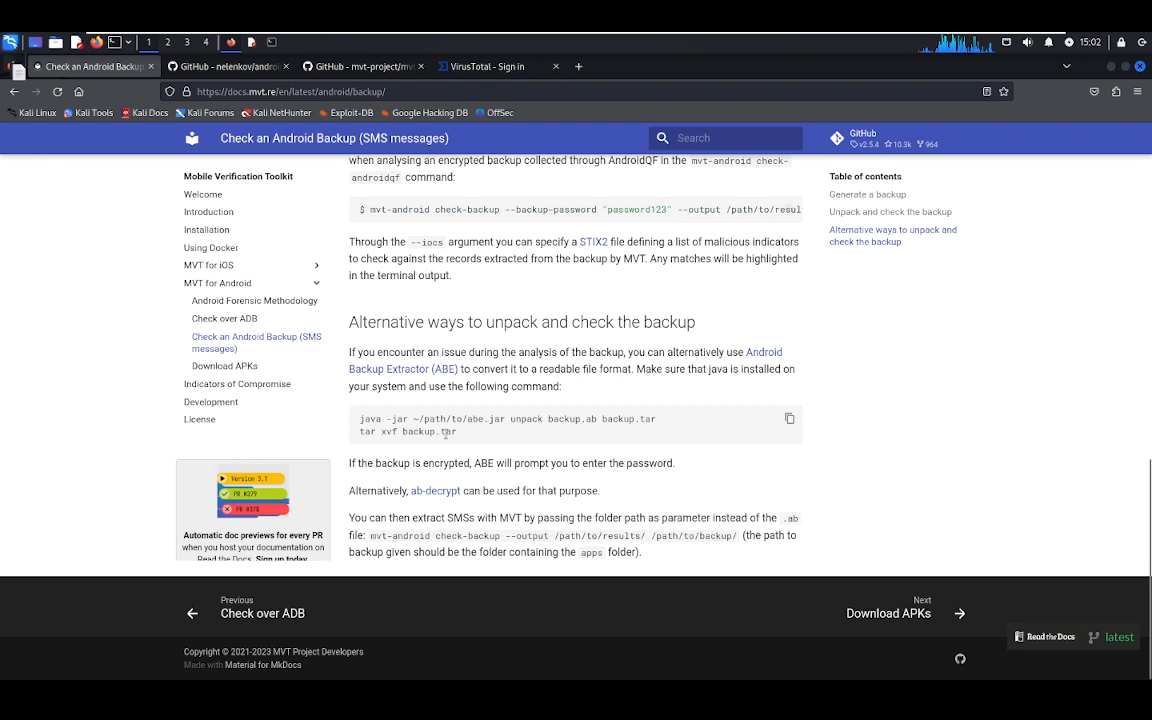 1 2 3 4
15:02
Check an Android Backup
GitHub - nelenkov/andro
GitHub - mvt-project/mv
VirusTotal - Sign in
https://docs.mvt.re/en/latest/android/backup/
Kali Linux Kali Tools Kali Docs Kali Forums Kali NetHunter Exploit-DB Google Hacking DB OffSec
Check an Android Backup (SMS messages)
Search
GitHub
v2.5.4 10.3k 964
Mobile Verification Toolkit
Welcome
Introduction
Installation
Using Docker
MVT for iOS
MVT for Android
Android Forensic Methodology
Check over ADB
Check an Android Backup (SMS
messages)
Download APKs
Indicators of Compromise
Development
License
Version 3.1
PR #379
PR #378
Automatic doc previews for every PR
when you host your documentation on
Read the Docs. Sign up today
when analysing an encrypted backup collected through AndroidQF in the mvt-android check-
androidqf command:
$ mvt-android check-backup --backup-password "password123" --output /path/to/resul
Through the --iocs argument you can specify a STIX2 file defining a list of malicious indicators
to check against the records extracted from the backup by MVT. Any matches will be highlighted
in the terminal output.
Alternative ways to unpack and check the backup
If you encounter an issue during the analysis of the backup, you can alternatively use Android
Backup Extractor (ABE) to convert it to a readable file format. Make sure that java is installed on
your system and use the following command:
java -jar ~/path/to/abe.jar unpack backup.ab backup.tar
tar xvf backup.tar
If the backup is encrypted, ABE will prompt you to enter the password.
Alternatively, ab-decrypt can be used for that purpose.
You can then extract SMSs with MVT by passing the folder path as parameter instead of the .ab
file: mvt-android check-backup --output /path/to/results/ /path/to/backup/ (the path to
backup given should be the folder containing the apps folder).
Table of contents
Generate a backup
Unpack and check the backup
Alternative ways to unpack and
check the backup
Previous
Check over ADB
Next
Download APKs
Read the Docs
latest
Copyright © 2021-2023 MVT Project Developers
Made with Material for MkDocs